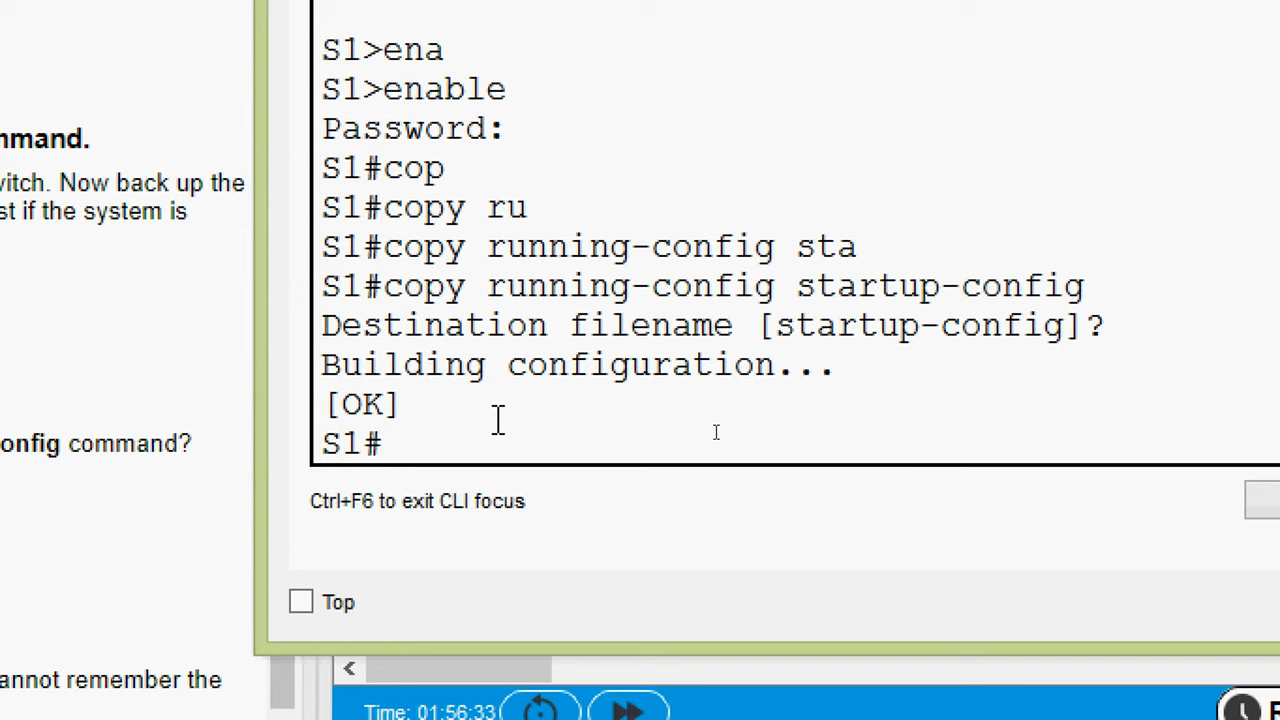 S1>ena
S1>enable
Password:
S1#cop
S1#copy ru
S1#copy running-config sta
S1#copy running-config startup-config
Destination filename [startup-config]?
Building configuration...
[OK]
S1#
Ctrl+F6 to exit CLI focus
Top
mmand.
witch. Now back up the
st if the system is
onfig command?
annot remember the
Time: 01:56:33